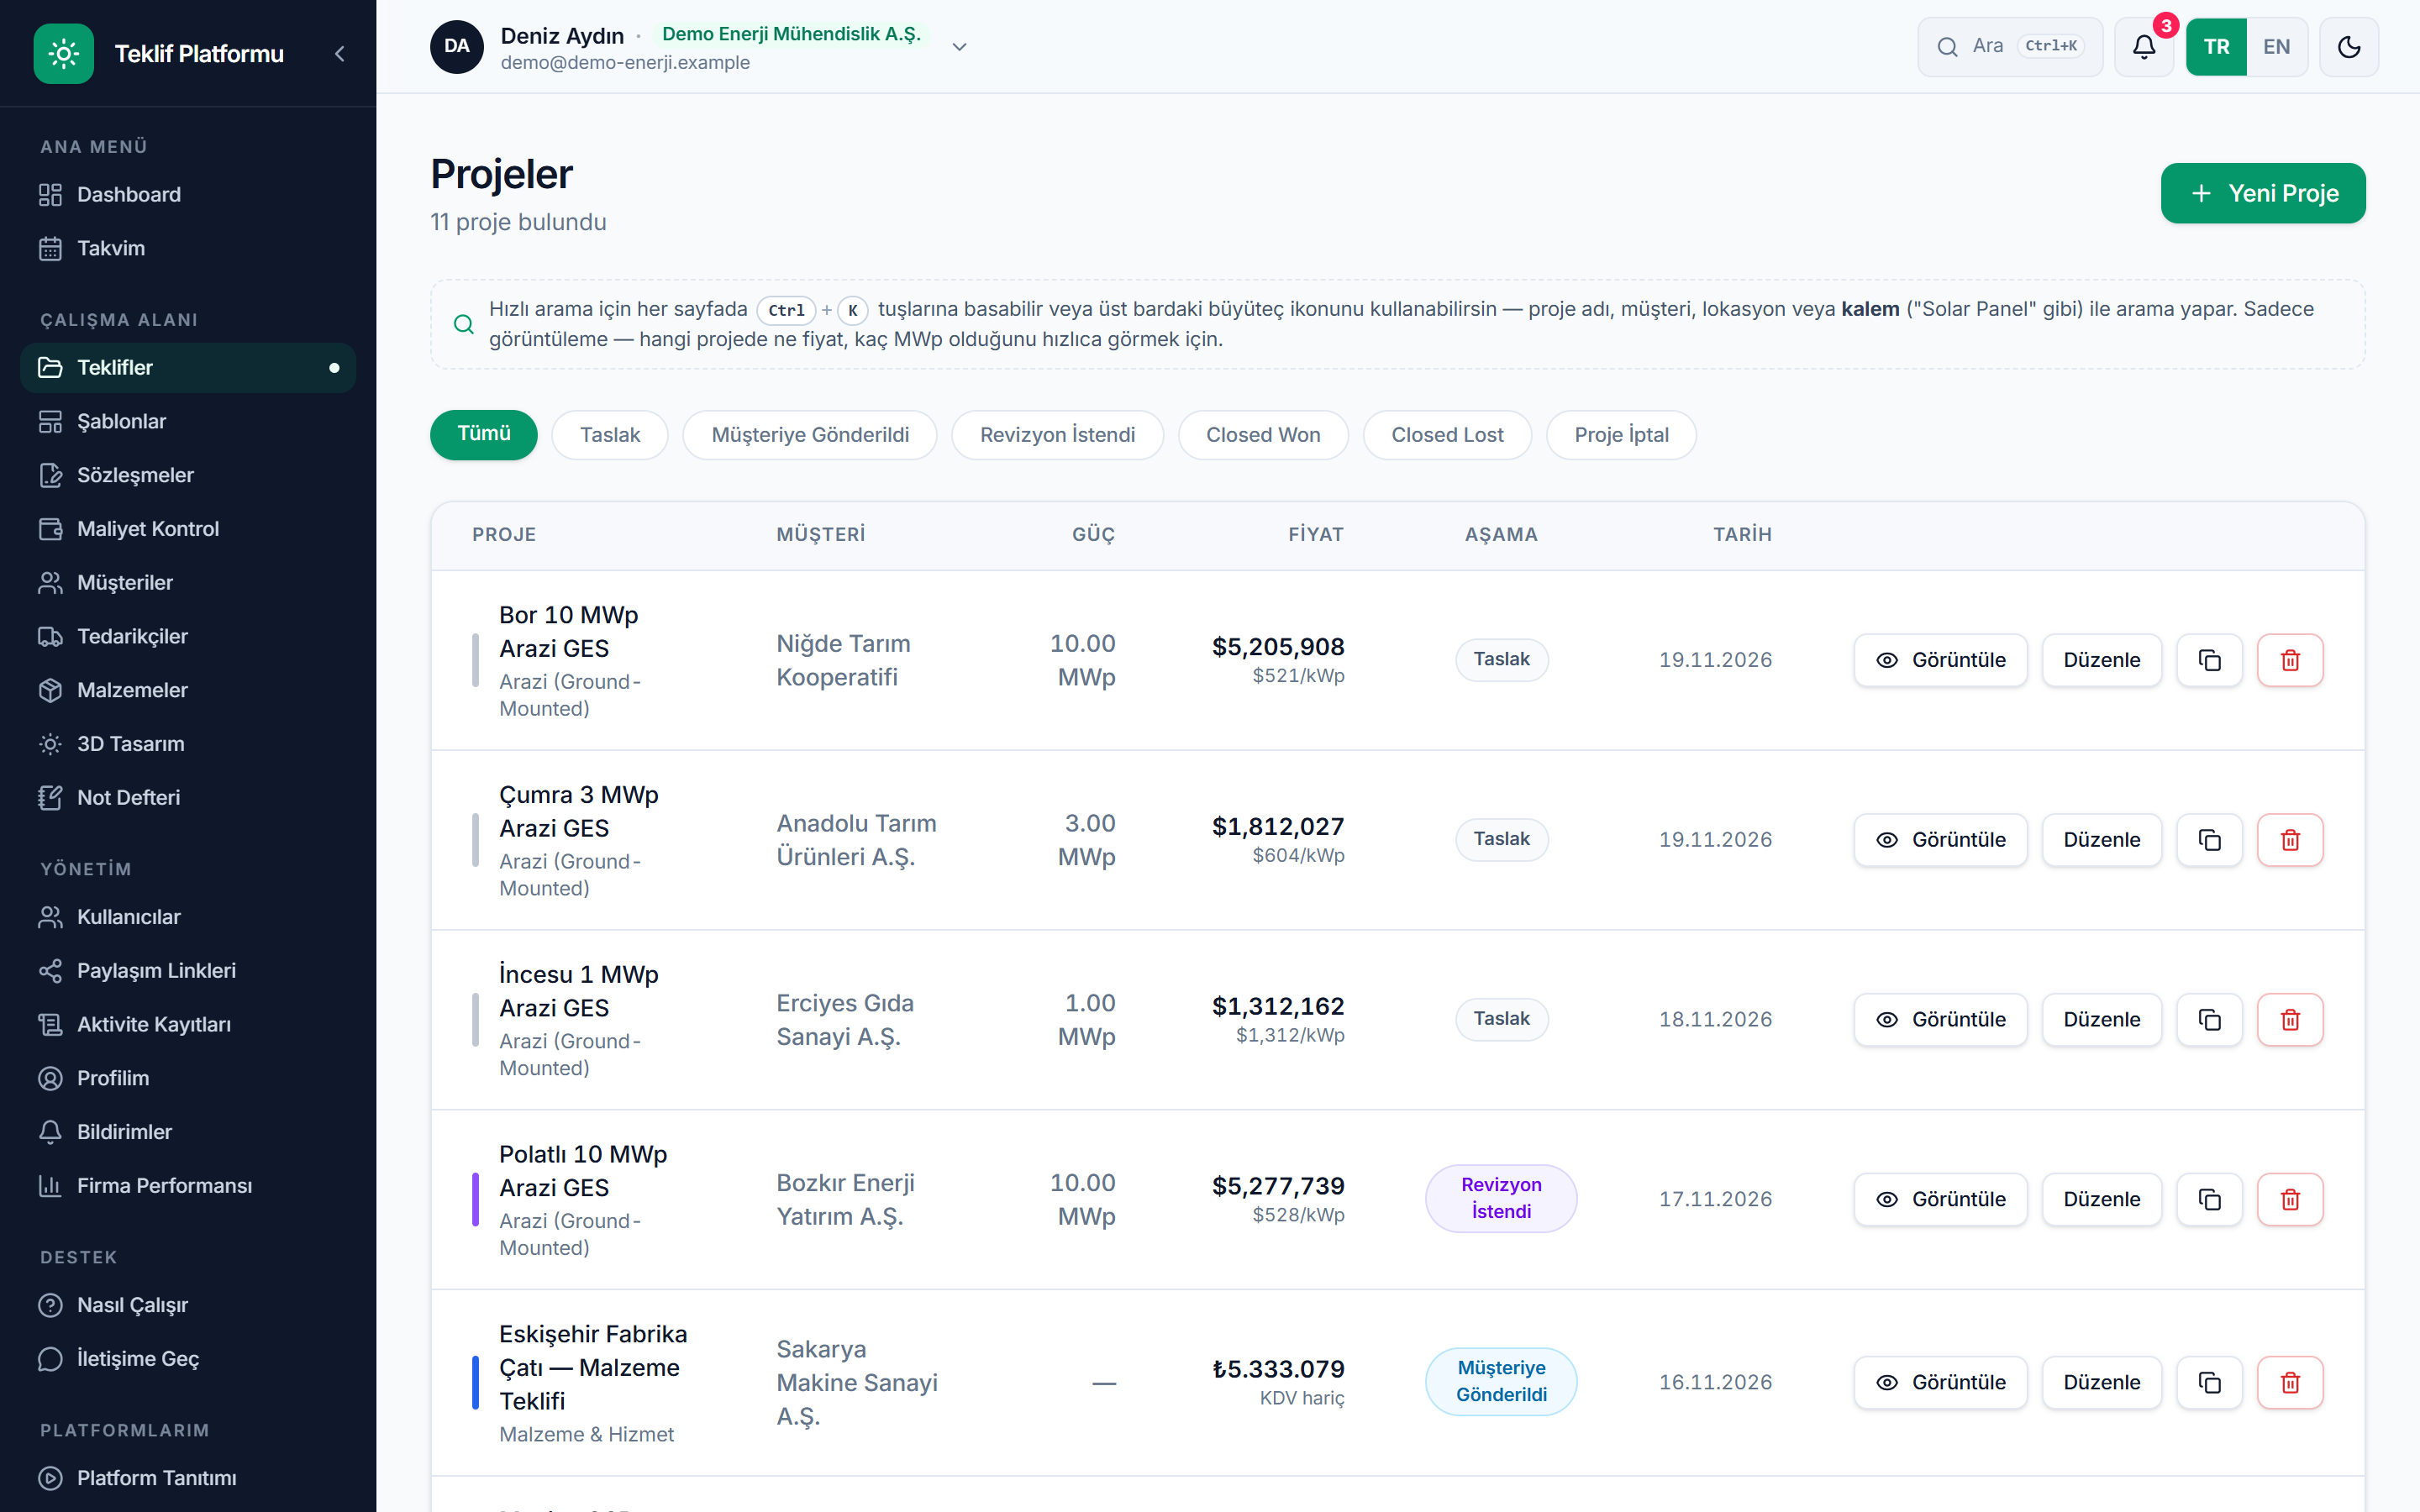 Teklif Platformu
ANA MENÜ
Dashboard
Takvim
ÇALIŞMA ALANI
Teklifler
Şablonlar
Sözleşmeler
Maliyet Kontrol
Müşteriler
Tedarikçiler
Malzemeler
3D Tasarım
Not Defteri
YÖNETİM
Kullanıcılar
Paylaşım Linkleri
Aktivite Kayıtları
Profilim
Bildirimler
Firma Performansı
DESTEK
Nasıl Çalışır
İletişime Geç
PLATFORMLARIM
Platform Tanıtımı
DA
Deniz Aydın · Demo Enerji Mühendislik A.Ş.
demo@demo-enerji.example
Ara Ctrl+K
3
TR EN
Projeler
11 proje bulundu
+ Yeni Proje
Hızlı arama için her sayfada Ctrl + K tuşlarına basabilir veya üst bardaki büyüteç ikonunu kullanabilirsin — proje adı, müşteri, lokasyon veya kalem ("Solar Panel" gibi) ile arama yapar. Sadece
görüntüleme — hangi projede ne fiyat, kaç MWp olduğunu hızlıca görmek için.
Tümü Taslak Müşteriye Gönderildi Revizyon İstendi Closed Won Closed Lost Proje İptal
PROJE MÜŞTERİ GÜÇ FİYAT AŞAMA TARİH
Bor 10 MWp
Arazi GES
Arazi (Ground-
Mounted)
Niğde Tarım
Kooperatifi
10.00
MWp
$5,205,908
$521/kWp
Taslak
19.11.2026
Görüntüle
Düzenle
Çumra 3 MWp
Arazi GES
Arazi (Ground-
Mounted)
Anadolu Tarım
Ürünleri A.Ş.
3.00
MWp
$1,812,027
$604/kWp
Taslak
19.11.2026
Görüntüle
Düzenle
İncesu 1 MWp
Arazi GES
Arazi (Ground-
Mounted)
Erciyes Gıda
Sanayi A.Ş.
1.00
MWp
$1,312,162
$1,312/kWp
Taslak
18.11.2026
Görüntüle
Düzenle
Polatlı 10 MWp
Arazi GES
Arazi (Ground-
Mounted)
Bozkır Enerji
Yatırım A.Ş.
10.00
MWp
$5,277,739
$528/kWp
Revizyon
İstendi
17.11.2026
Görüntüle
Düzenle
Eskişehir Fabrika
Çatı — Malzeme
Teklifi
Malzeme & Hizmet
Sakarya
Makine Sanayi
A.Ş.
—
₺5.333.079
KDV hariç
Müşteriye
Gönderildi
16.11.2026
Görüntüle
Düzenle